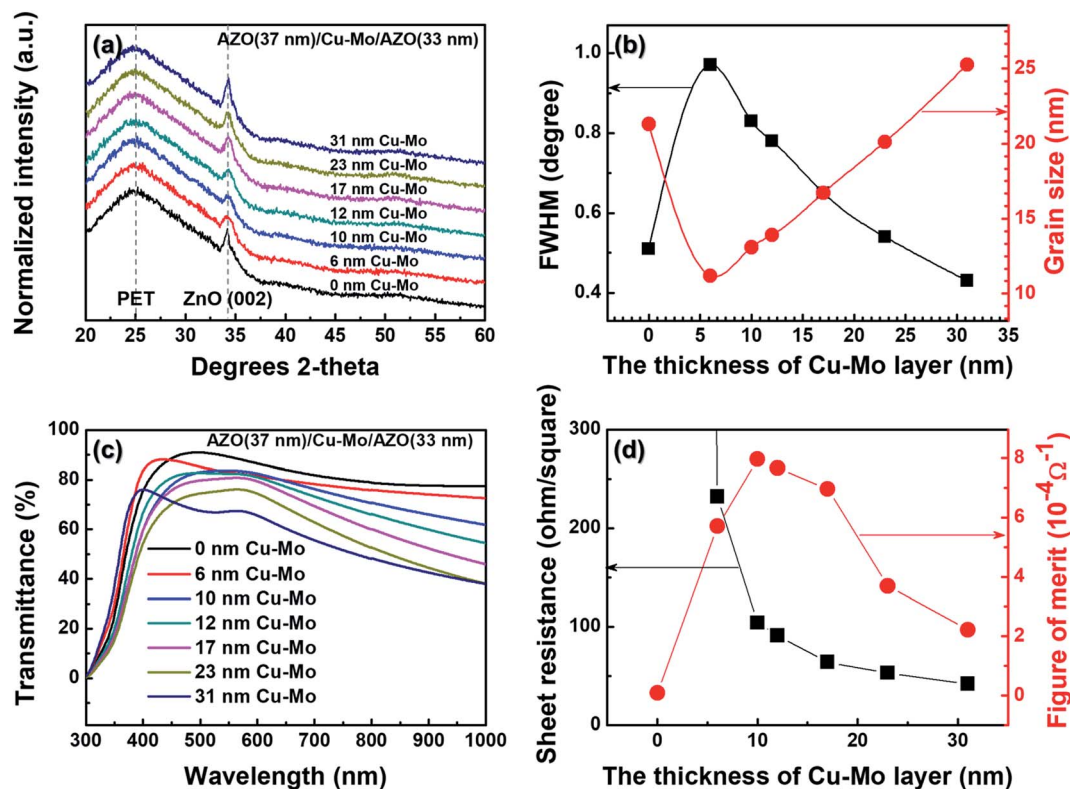 (a)
AZO(37 nm)/Cu-Mo/AZO(33 nm)
Normalized intensity (a.u.)
31 nm Cu-Mo
23 nm Cu-Mo
17 nm Cu-Mo
12 nm Cu-Mo
10 nm Cu-Mo
6 nm Cu-Mo
0 nm Cu-Mo
PET
ZnO (002)
20 25 30 35 40 45 50 55 60
Degrees 2-theta
(b)
FWHM (degree)
1.0
0.8
0.6
0.4
Grain size (nm)
25
20
15
10
0 5 10 15 20 25 30 35
The thickness of Cu-Mo layer (nm)
(c)
AZO(37 nm)/Cu-Mo/AZO(33 nm)
Transmittance (%)
100
80
60
40
20
0
0 nm Cu-Mo
6 nm Cu-Mo
10 nm Cu-Mo
12 nm Cu-Mo
17 nm Cu-Mo
23 nm Cu-Mo
31 nm Cu-Mo
300 400 500 600 700 800 900 1000
Wavelength (nm)
(d)
Sheet resistance (ohm/square)
300
200
100
0
Figure of merit (10⁻⁴Ω⁻¹)
8
6
4
2
0
0 10 20 30
The thickness of Cu-Mo layer (nm)